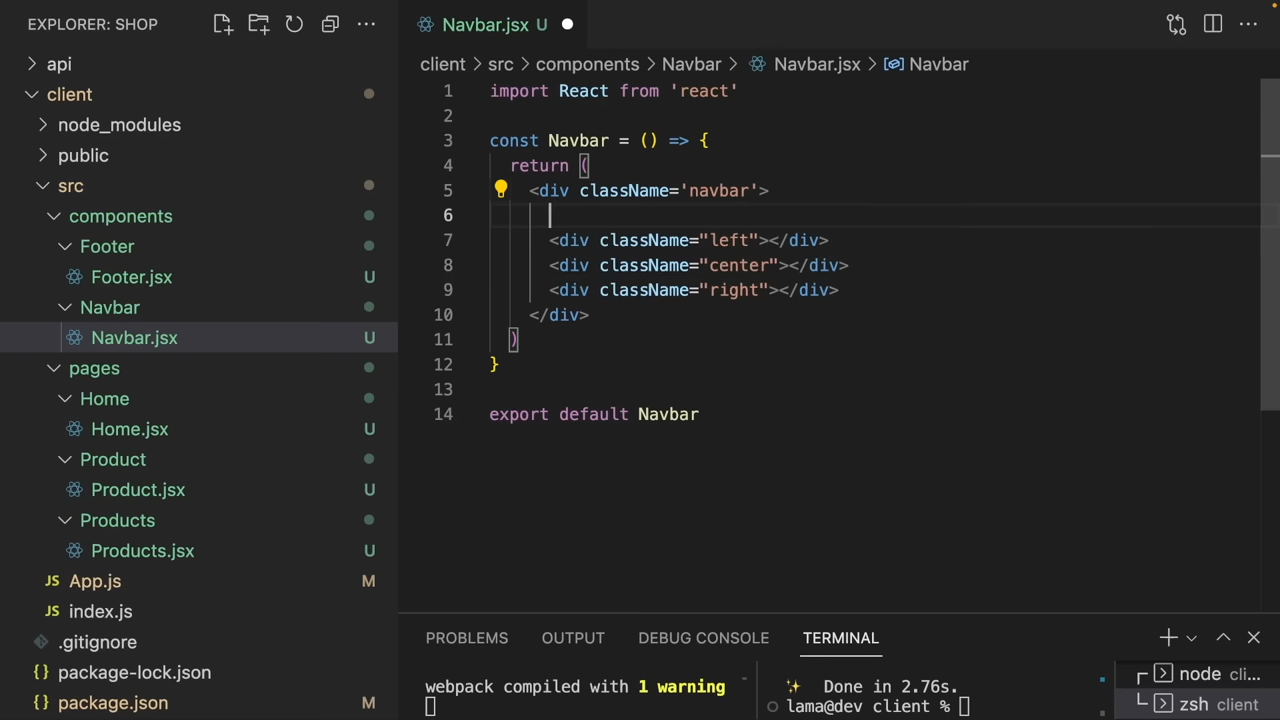 EXPLORER: SHOP
api
client
node_modules
public
src
components
Footer
Footer.jsx U
Navbar
Navbar.jsx U
pages
Home
Home.jsx U
Product
Product.jsx U
Products
Products.jsx U
JS App.js M
JS index.js
.gitignore
{} package-lock.json
{} package.json M
Navbar.jsx U
client > src > components > Navbar > Navbar.jsx > Navbar
1 import React from 'react'
2
3 const Navbar = () => {
4 return (
5 <div className='navbar'>
6
7 <div className="left"></div>
8 <div className="center"></div>
9 <div className="right"></div>
10 </div>
11 )
12 }
13
14 export default Navbar
PROBLEMS OUTPUT DEBUG CONSOLE TERMINAL
webpack compiled with 1 warning
✨ Done in 2.76s.
lama@dev client %
node cli...
zsh client